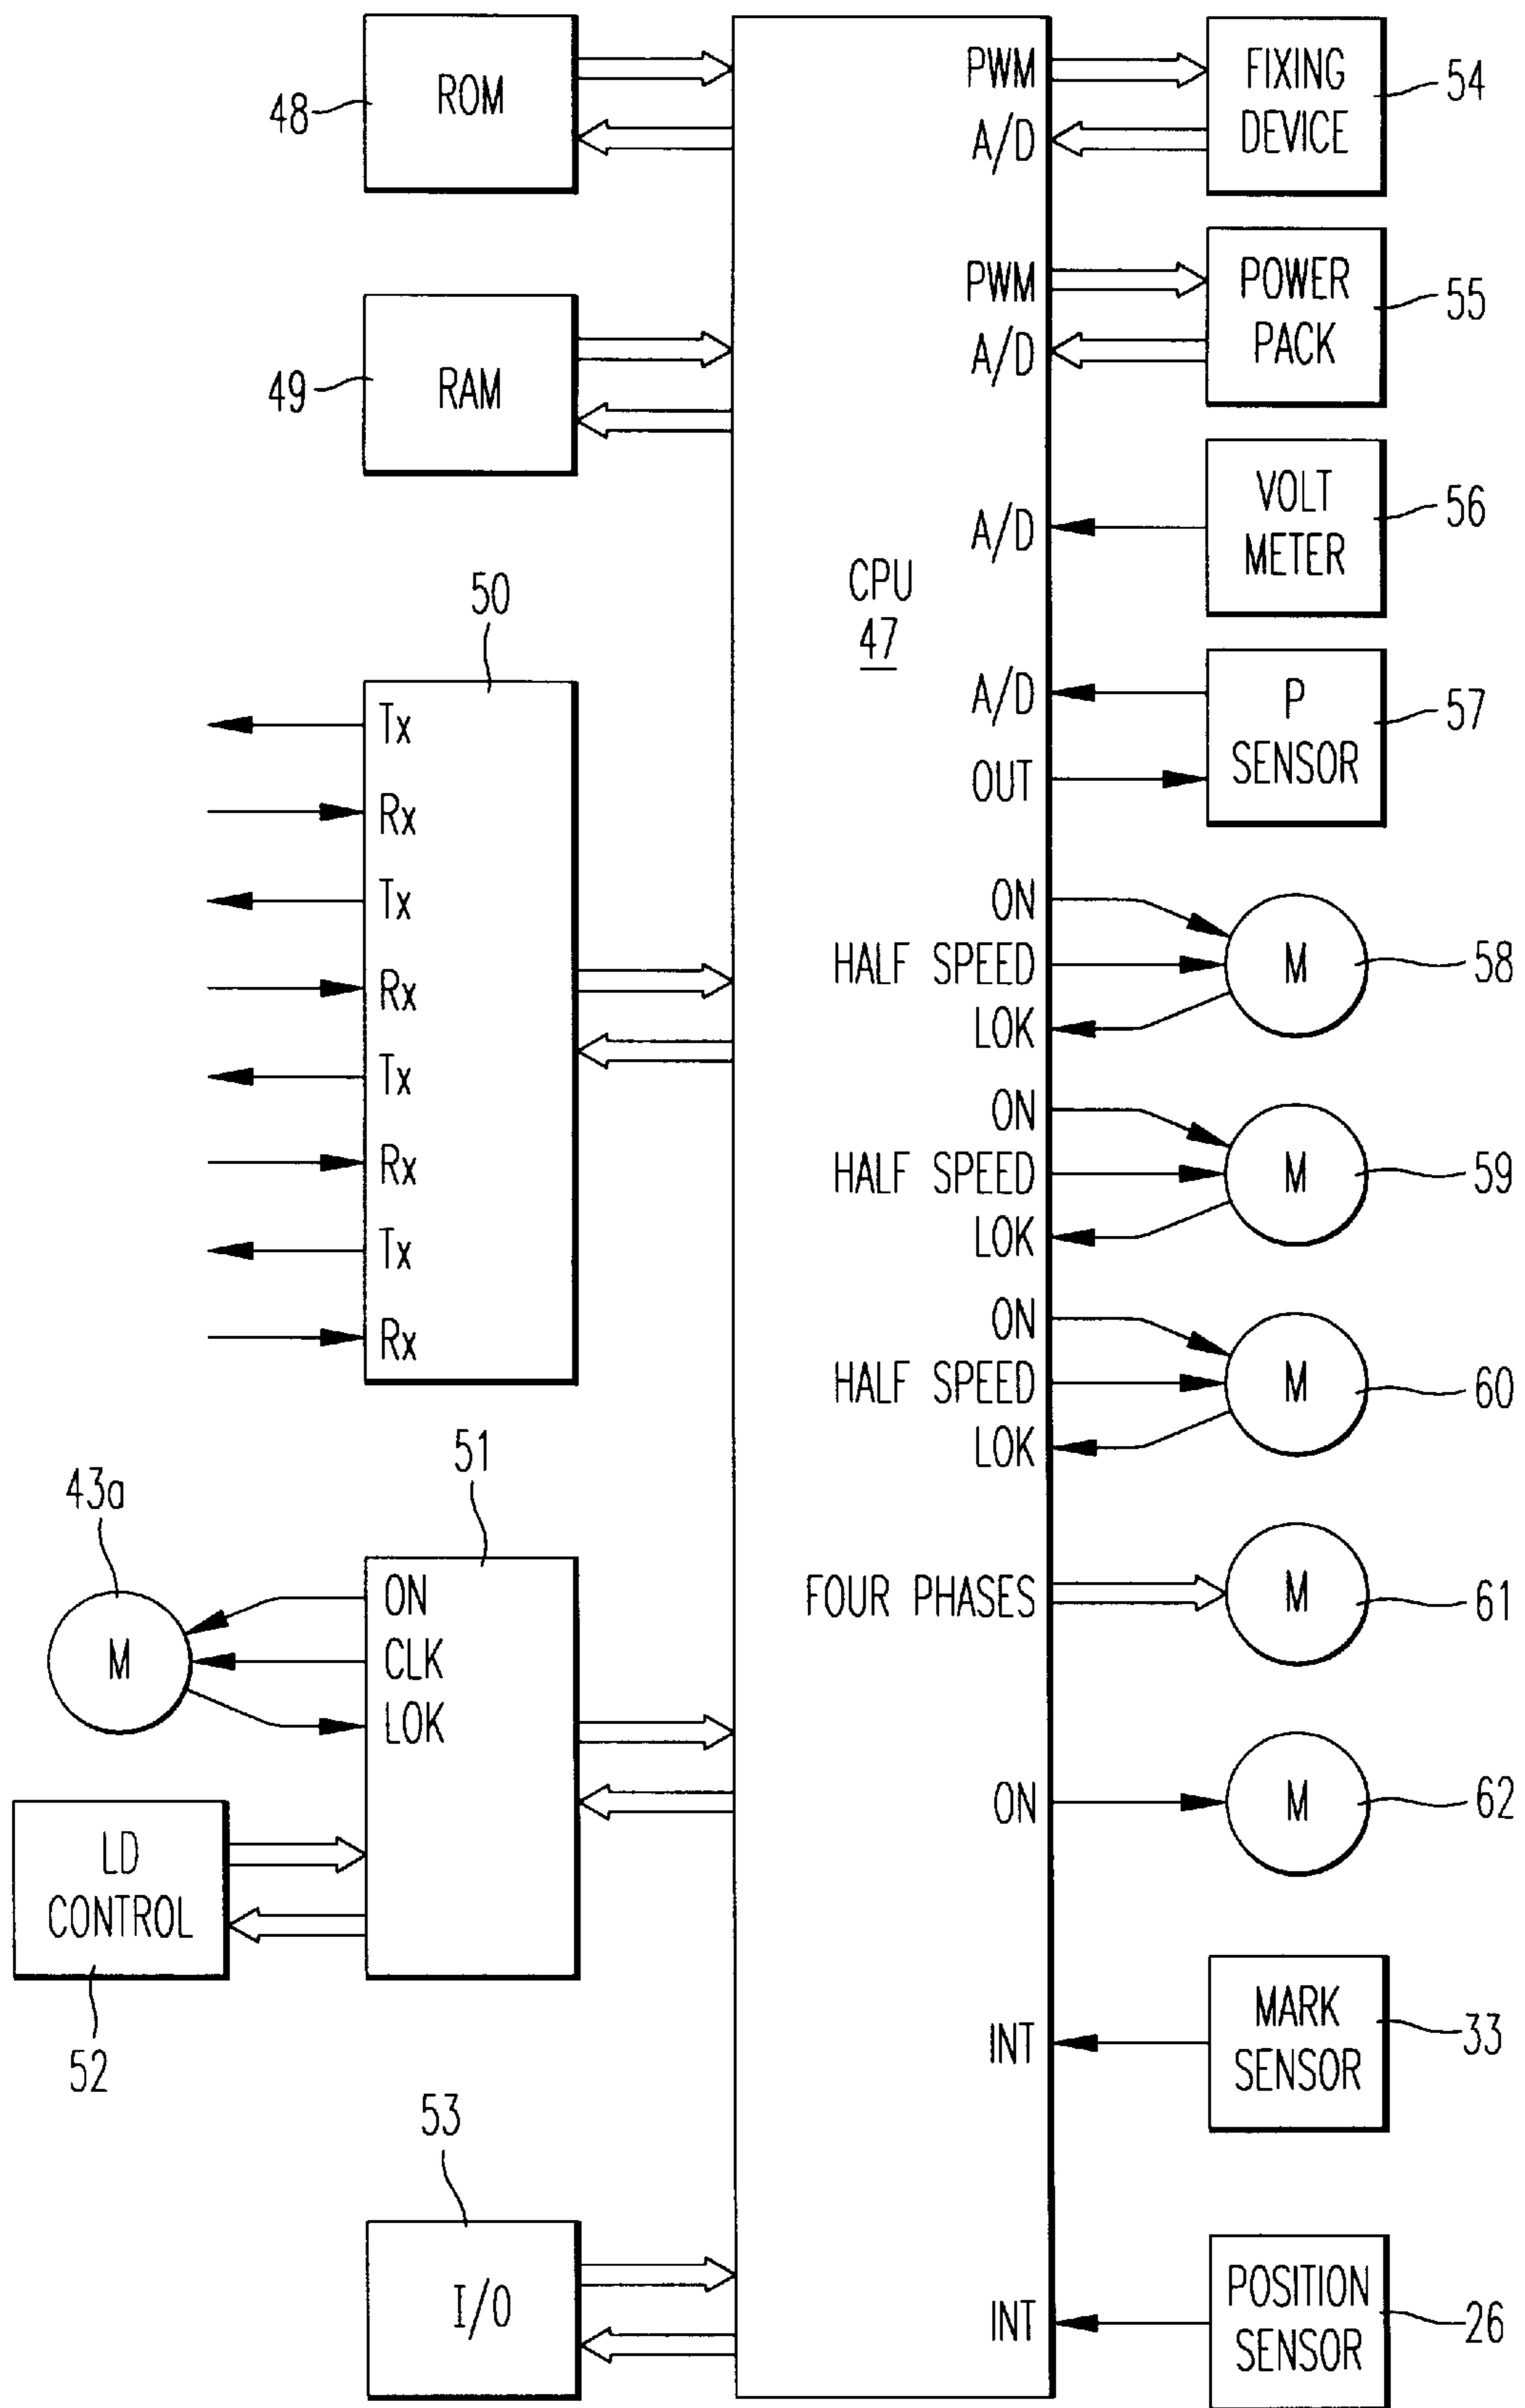 ROM
48
RAM
49
50
Tx
Rx
Tx
Rx
Tx
Rx
Tx
Rx
51
43a
M
ON
CLK
LOK
LD
CONTROL
52
53
I/O
CPU
47
PWM
A/D
FIXING
DEVICE
54
PWM
A/D
POWER
PACK
55
A/D
VOLT
METER
56
A/D
OUT
P
SENSOR
57
ON
HALF SPEED
LOK
M
58
ON
HALF SPEED
LOK
M
59
ON
HALF SPEED
LOK
M
60
FOUR PHASES
M
61
ON
M
62
INT
MARK
SENSOR
33
INT
POSITION
SENSOR
26